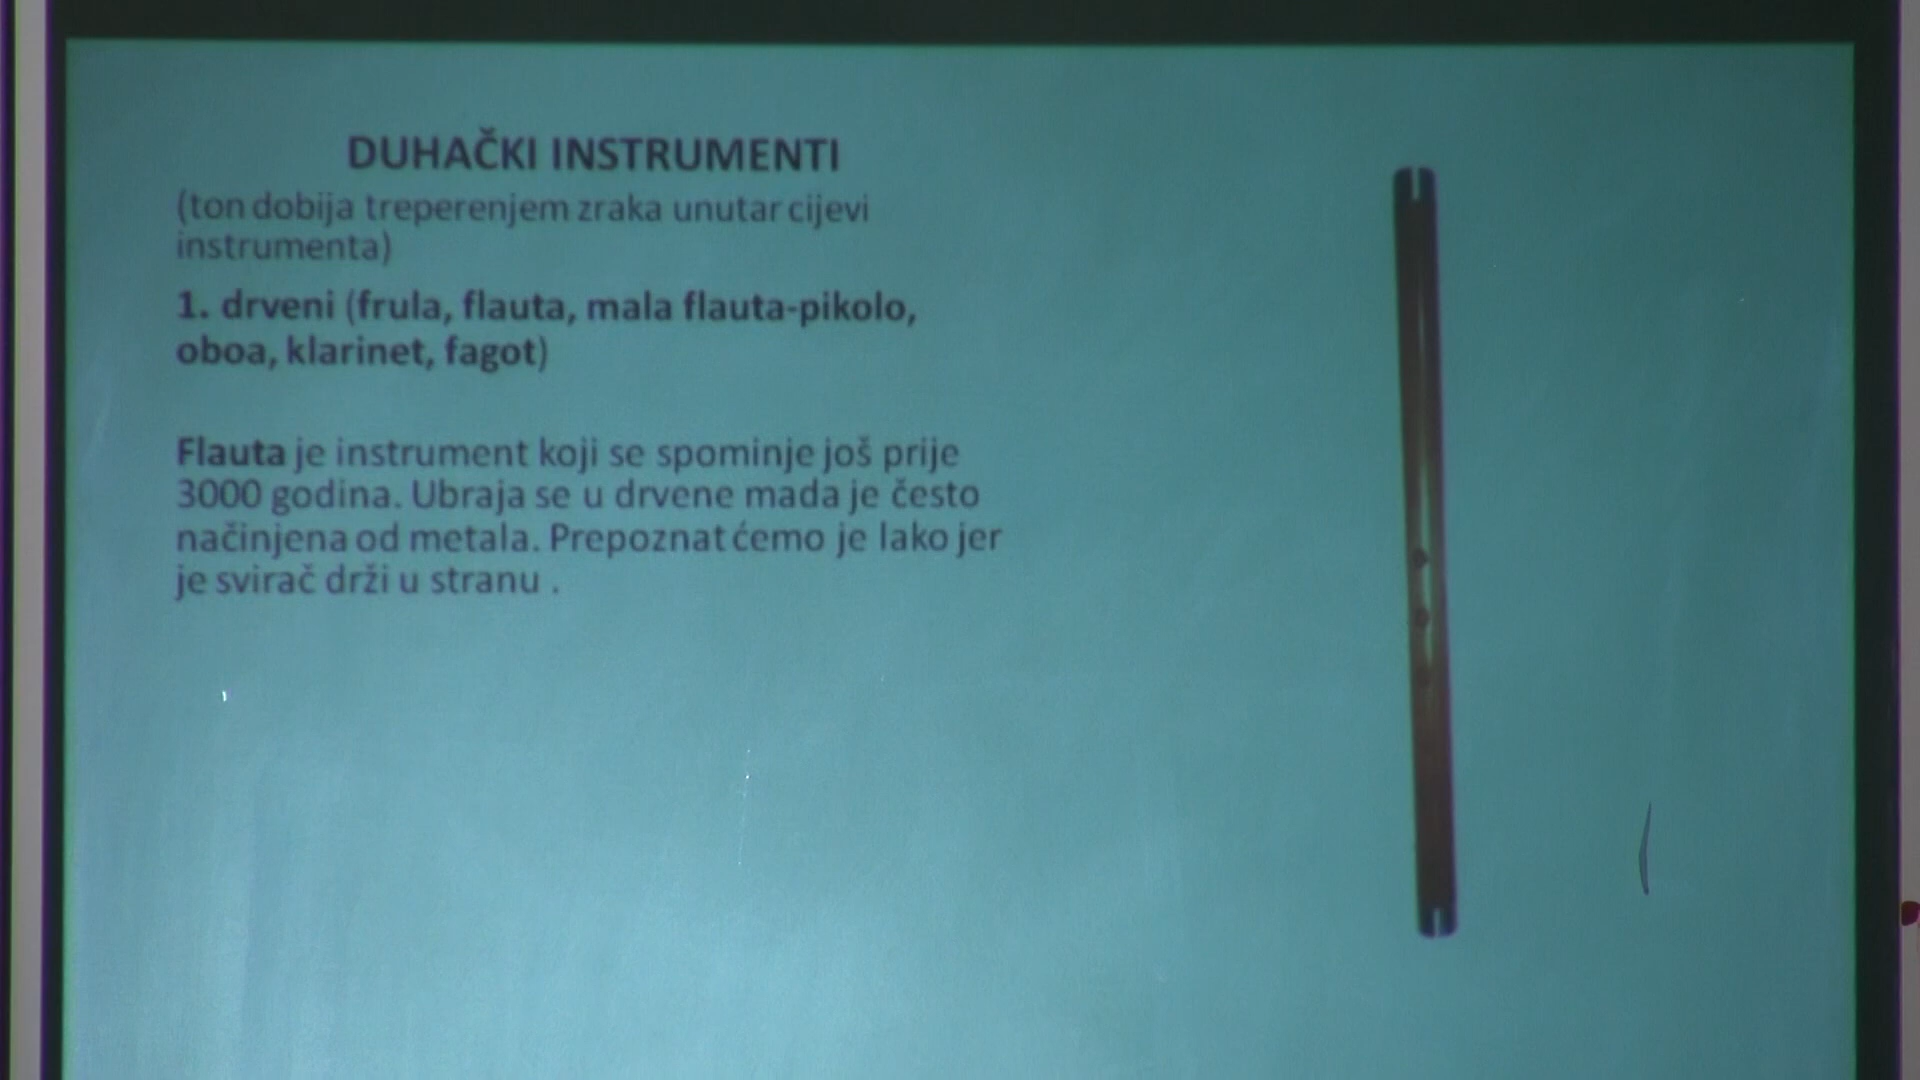 DUHAČKI INSTRUMENTI
(ton dobija treperenjem zraka unutar cijevi
instrumenta)
1. drveni (frula, flauta, mala flauta-pikolo,
oboa, klarinet, fagot)
Flauta je instrument koji se spominje još prije
3000 godina. Ubraja se u drvene mada je često
načinjena od metala. Prepoznat ćemo je lako jer
je svirač drži u stranu .